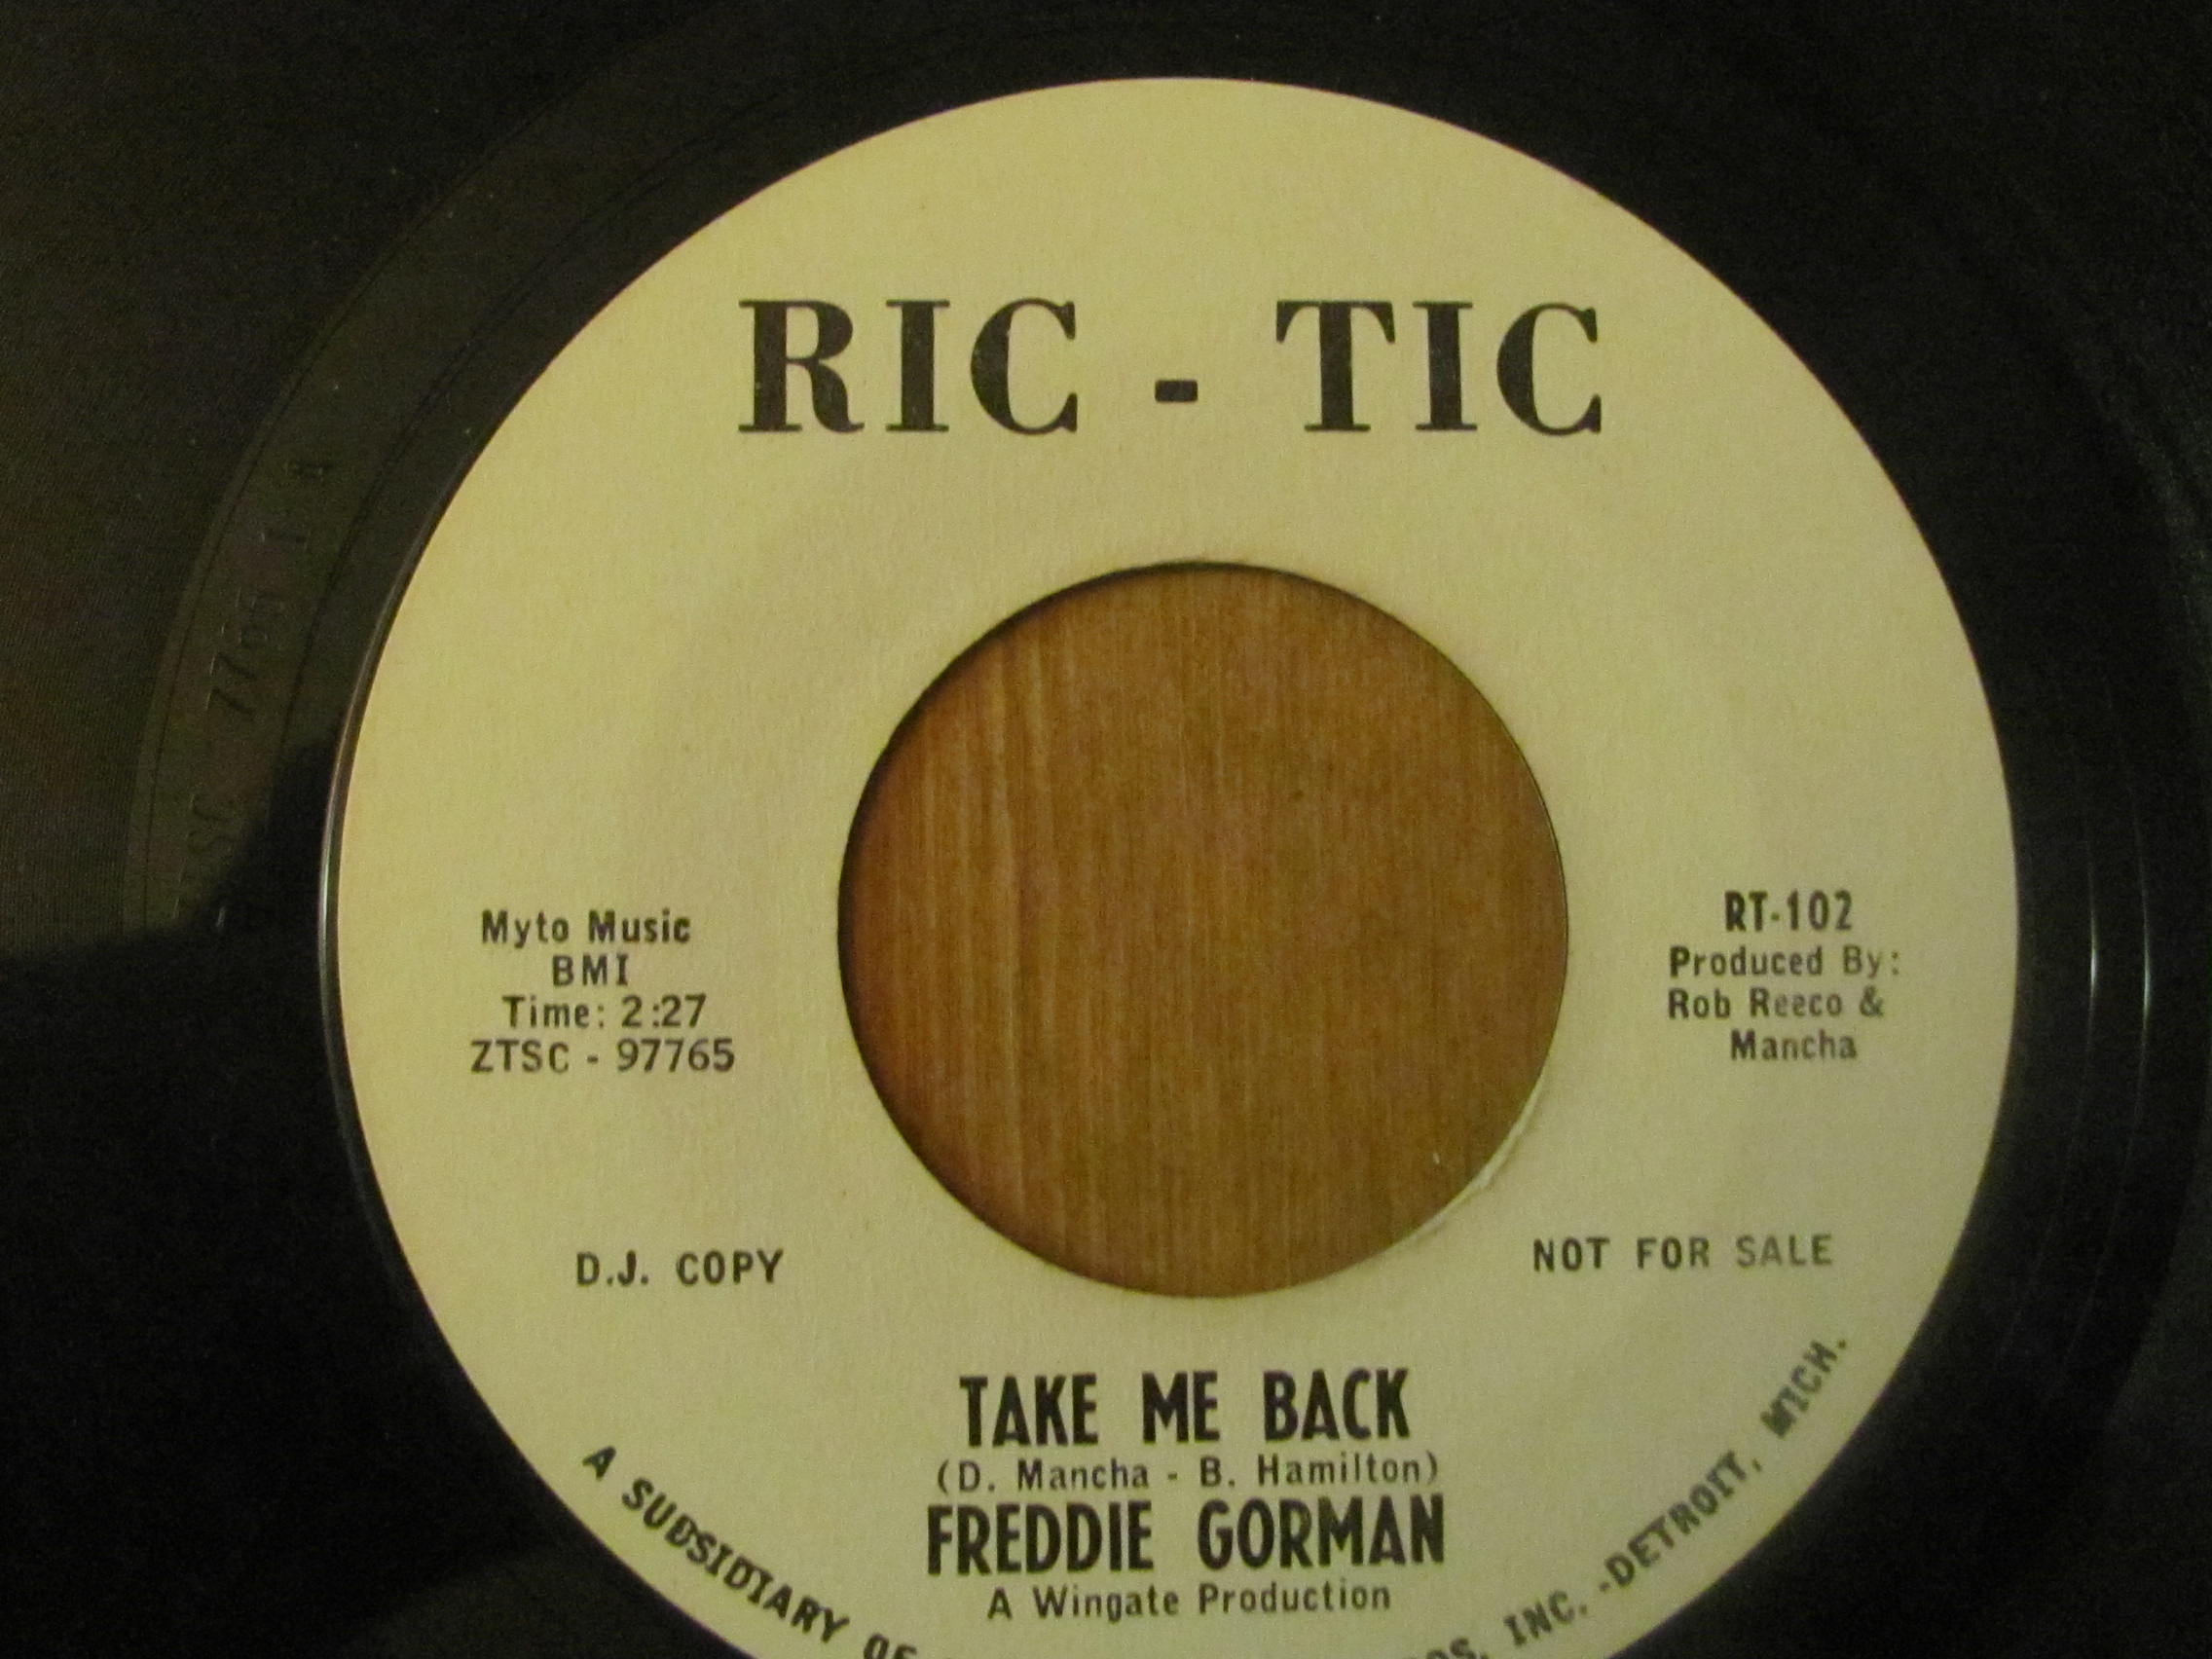 RIC - TIC
Myto Music
BMI
Time: 2:27
ZTSC - 97765
RT-102
Produced By:
Rob Reeco &
Mancha
D.J. COPY
NOT FOR SALE
TAKE ME BACK
(D. Mancha - B. Hamilton)
FREDDIE GORMAN
A Wingate Production
A SUBSIDIARY OF
INC. -DETROIT, MICH.